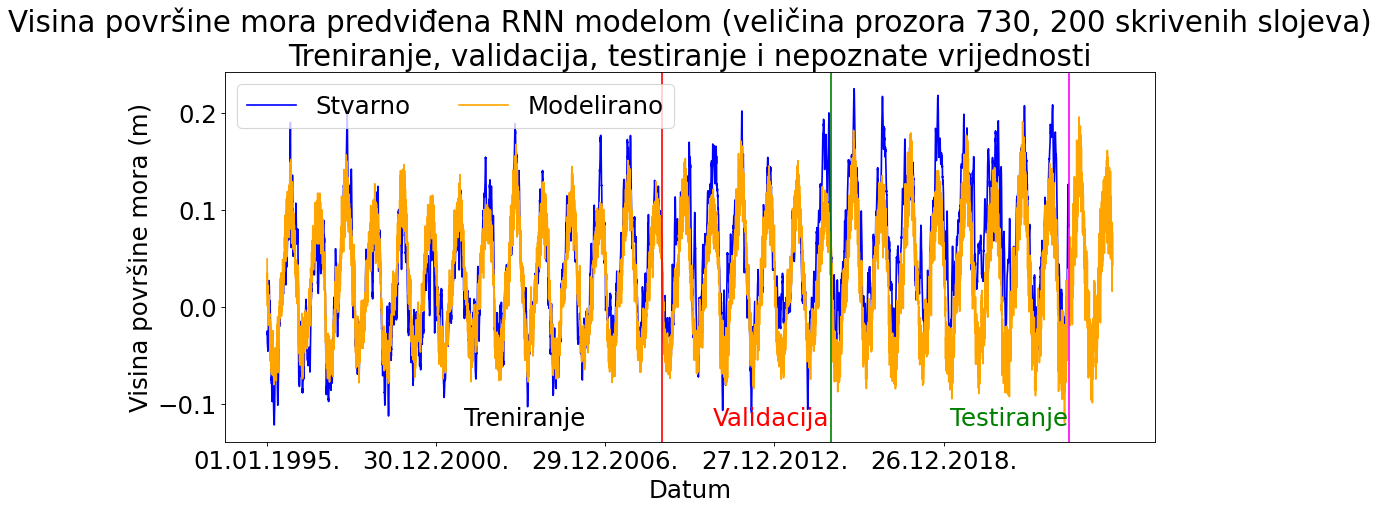 Visina površine mora predviđena RNN modelom (veličina prozora 730, 200 skrivenih slojeva)
Treniranje, validacija, testiranje i nepoznate vrijednosti
Stvarno
Modelirano
Visina površine mora (m)
0.2
0.1
0.0
−0.1
Treniranje
Validacija
Testiranje
01.01.1995.
30.12.2000.
29.12.2006.
27.12.2012.
26.12.2018.
Datum